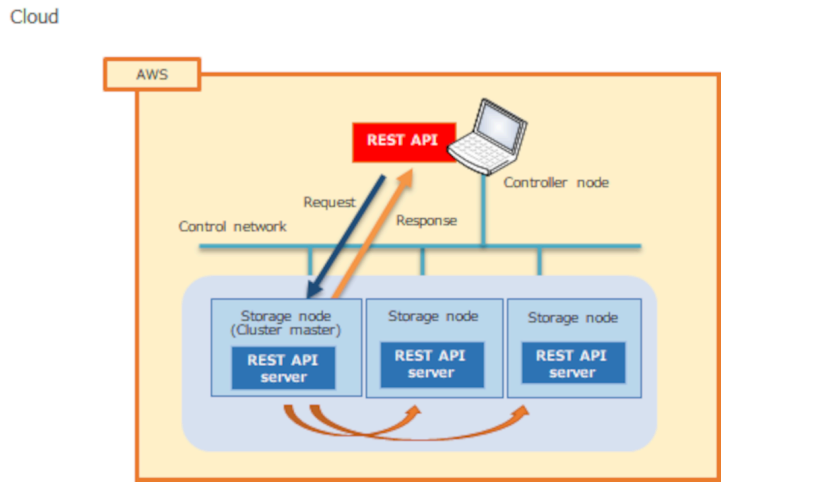 Cloud
AWS
REST API
Controller node
Request
Response
Control network
Storage node
(Cluster master)
REST API
server
Storage node
REST API
server
Storage node
REST API
server